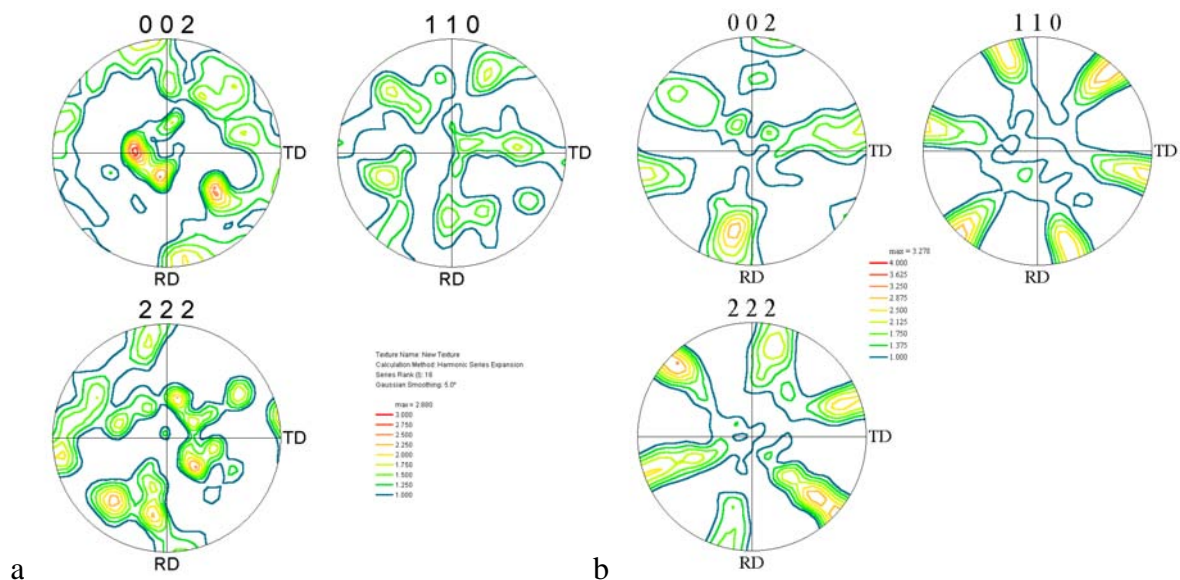 0 0 2
TD
RD
1 1 0
TD
RD
2 2 2
TD
RD
Texture Name: New Texture
Calculation Method: Harmonic Series Expansion
Series Rank (l): 16
Gaussian Smoothing: 5.0°
3.000
2.750
2.500
2.250
2.000
1.750
1.500
1.250
1.000
a
0 0 2
TD
RD
1 1 0
TD
RD
max = 3.278
4.000
3.625
3.250
2.875
2.500
2.125
1.750
1.375
1.000
2 2 2
TD
RD
b